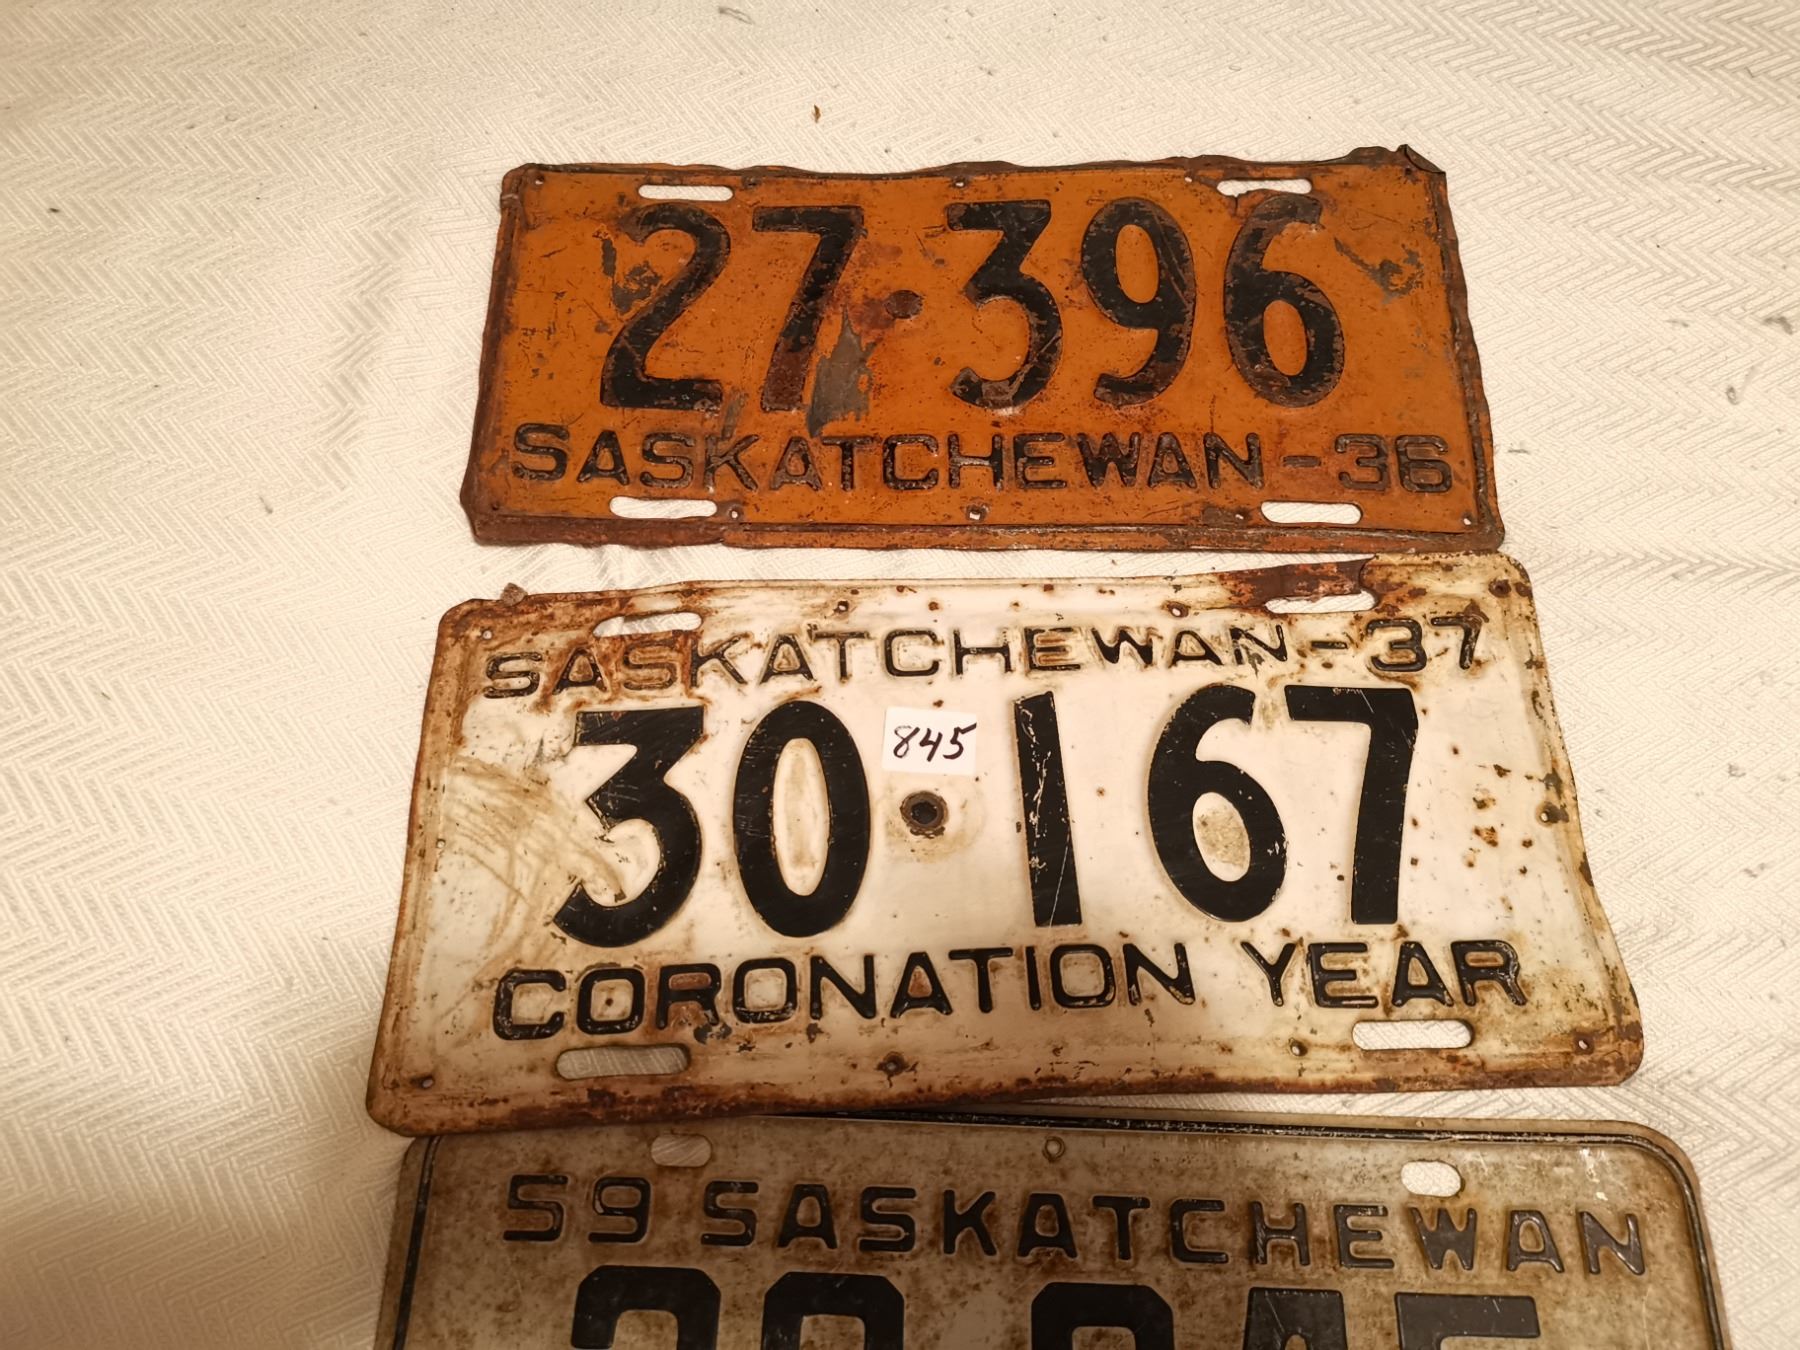 27-396
SASKATCHEWAN-36
SASKATCHEWAN-37
845
30 167
CORONATION YEAR
59 SASKATCHEWAN